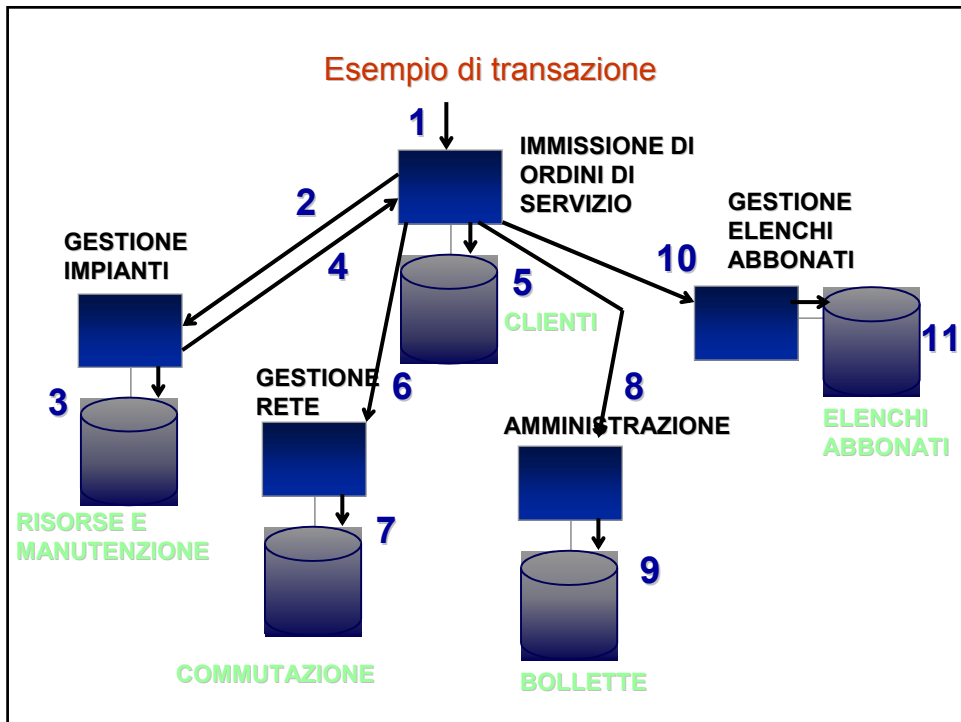 Esempio di transazione
1
IMMISSIONE DI
ORDINI DI
SERVIZIO
2
GESTIONE
ELENCHI
ABBONATI
GESTIONE
IMPIANTI
4
10
5
CLIENTI
11
3
GESTIONE
RETE
6
8
AMMINISTRAZIONE
ELENCHI
ABBONATI
RISORSE E
MANUTENZIONE
7
9
COMMUTAZIONE
BOLLETTE